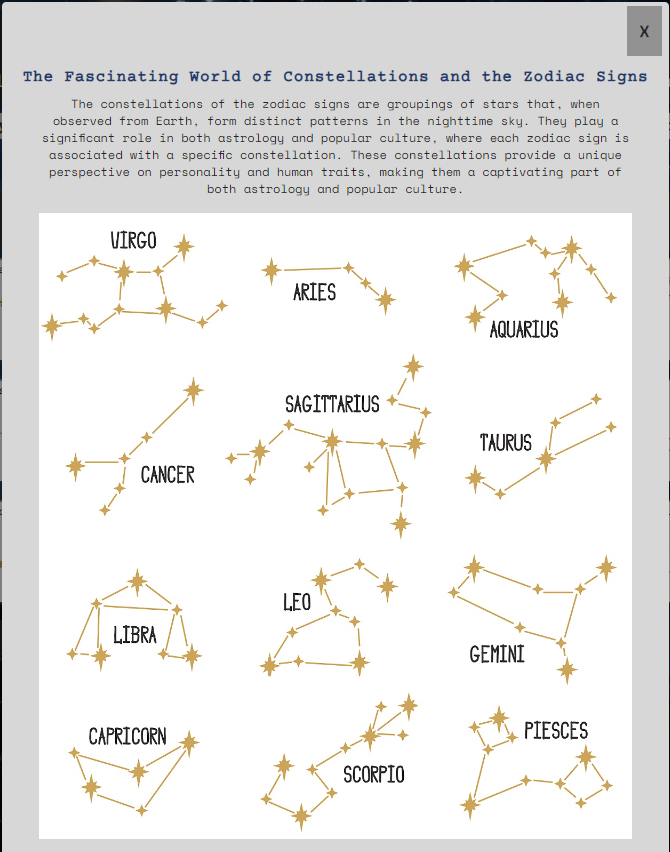 X
The Fascinating World of Constellations and the Zodiac Signs
The constellations of the zodiac signs are groupings of stars that, when
observed from Earth, form distinct patterns in the nighttime sky. They play a
significant role in both astrology and popular culture, where each zodiac sign is
associated with a specific constellation. These constellations provide a unique
perspective on personality and human traits, making them a captivating part of
both astrology and popular culture.
VIRGO
ARIES
AQUARIUS
SAGITTARIUS
TAURUS
CANCER
LEO
LIBRA
GEMINI
CAPRICORN
PIESCES
SCORPIO